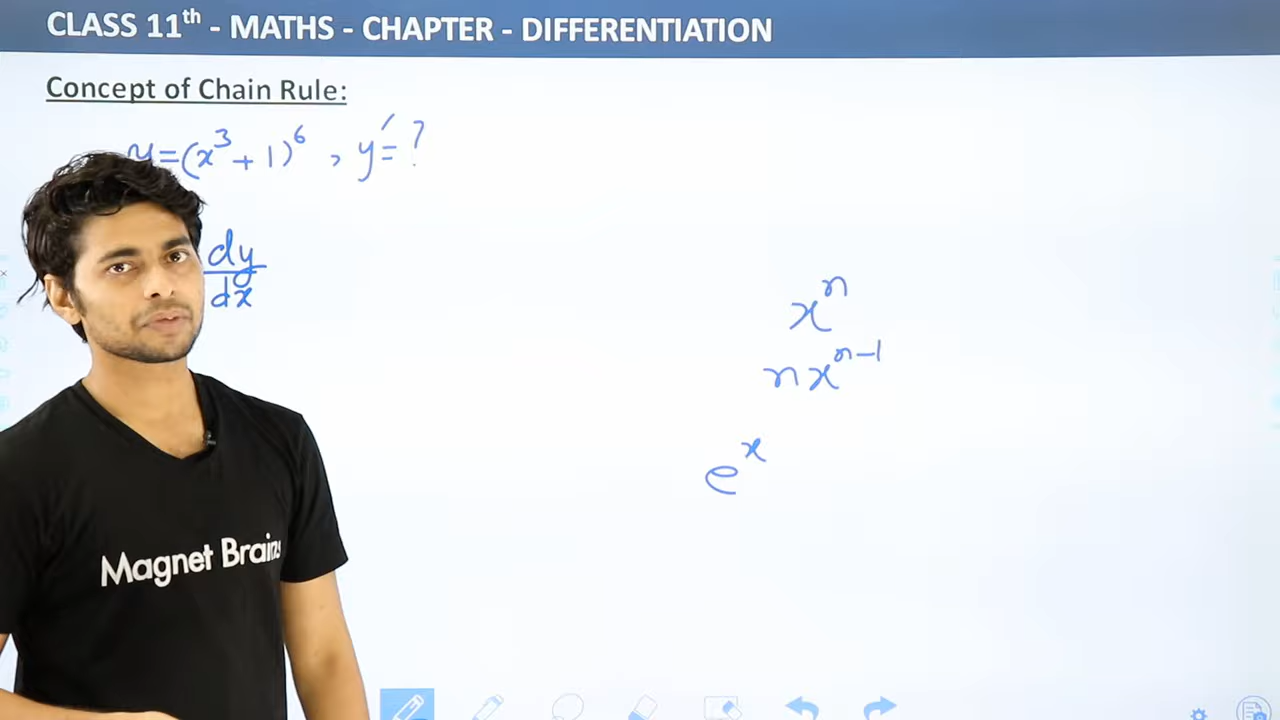 CLASS 11th - MATHS - CHAPTER - DIFFERENTIATION
Concept of Chain Rule:
y=(x³+1)⁶ , y′=?
dy
dx
xⁿ
nxⁿ⁻¹
eˣ
Magnet Brains